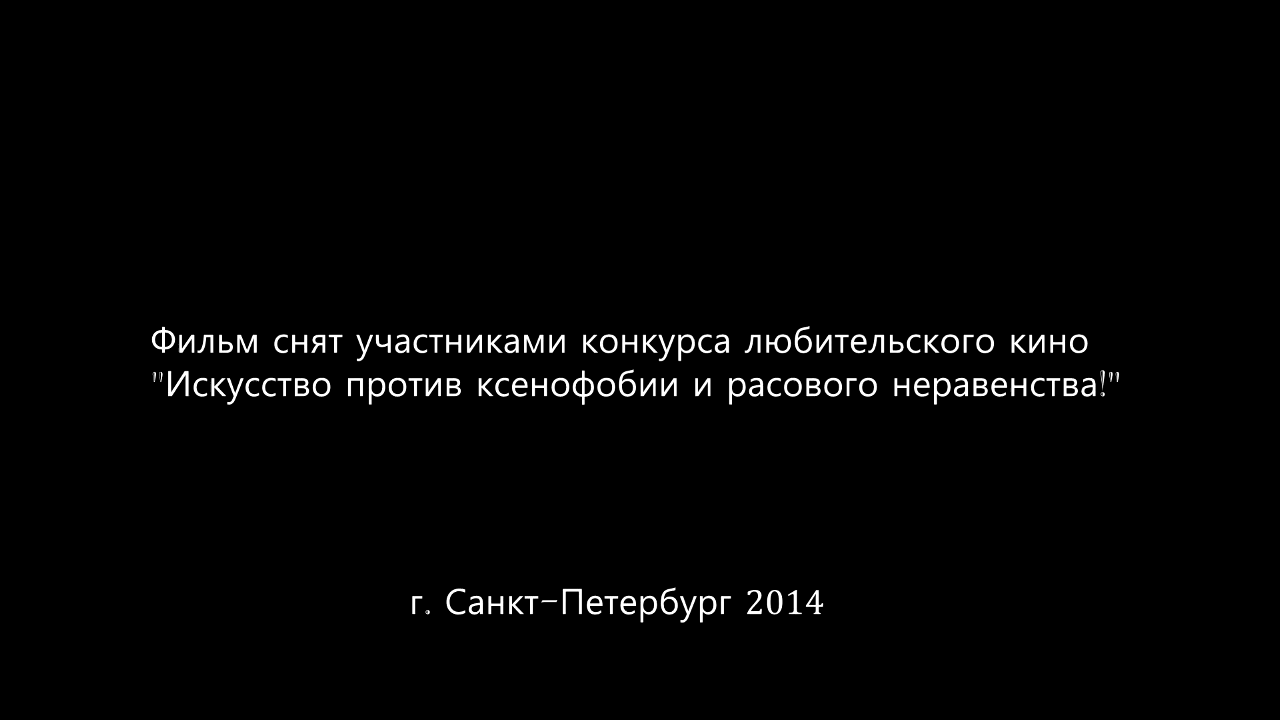 Фильм снят участниками конкурса любительского кино
"Искусство против ксенофобии и расового неравенства!"
г. Санкт-Петербург 2014